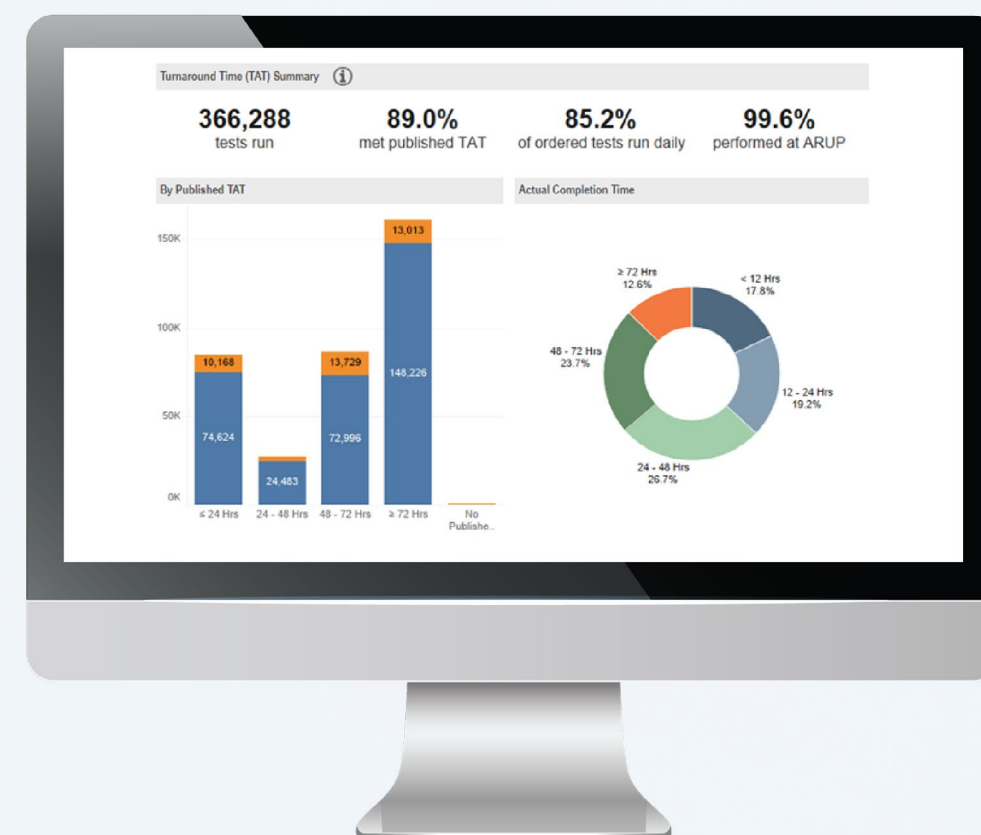 Turnaround Time (TAT) Summary
366,288
tests run
89.0%
met published TAT
85.2%
of ordered tests run daily
99.6%
performed at ARUP
By Published TAT
150K
100K
50K
0K
10,168
74,624
24,483
13,729
72,996
13,013
148,226
≤ 24 Hrs
24 - 48 Hrs
48 - 72 Hrs
≥ 72 Hrs
No
Publishe..
Actual Completion Time
≥ 72 Hrs
12.6%
< 12 Hrs
17.8%
48 - 72 Hrs
23.7%
12 - 24 Hrs
19.2%
24 - 48 Hrs
26.7%